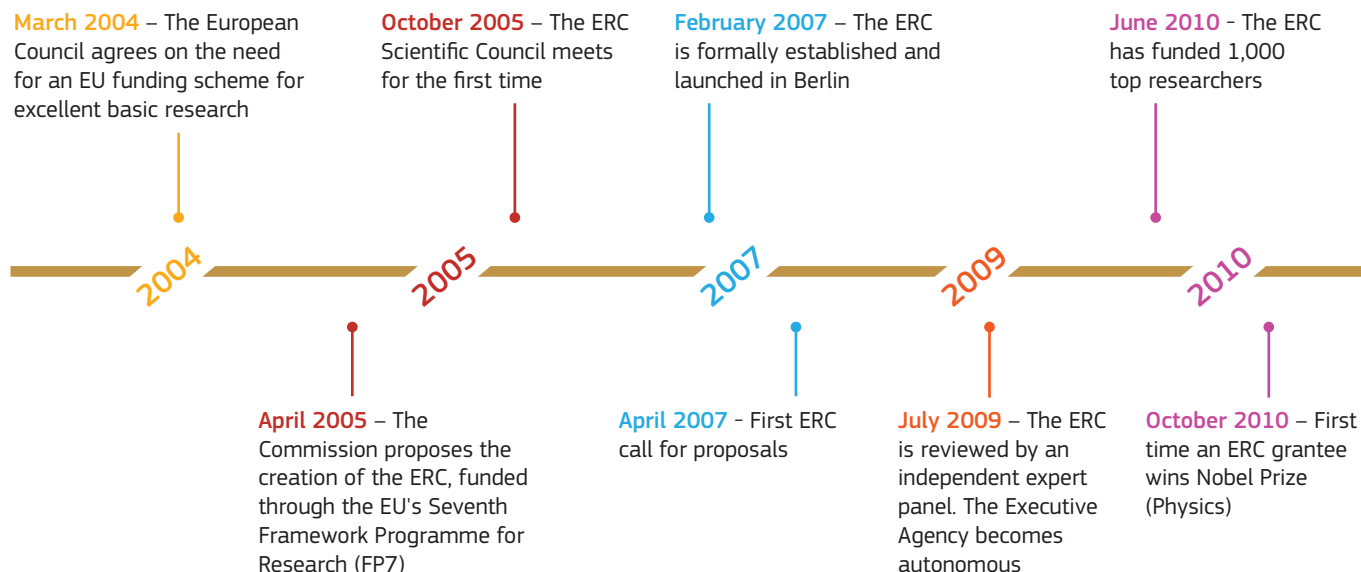 March 2004 – The European
Council agrees on the need
for an EU funding scheme for
excellent basic research
October 2005 – The ERC
Scientific Council meets
for the first time
February 2007 – The ERC
is formally established and
launched in Berlin
June 2010 - The ERC
has funded 1,000
top researchers
2004
2005
2007
2009
2010
April 2005 – The
Commission proposes the
creation of the ERC, funded
through the EU's Seventh
Framework Programme for
Research (FP7)
April 2007 - First ERC
call for proposals
July 2009 – The ERC
is reviewed by an
independent expert
panel. The Executive
Agency becomes
autonomous
October 2010 – First
time an ERC grantee
wins Nobel Prize
(Physics)